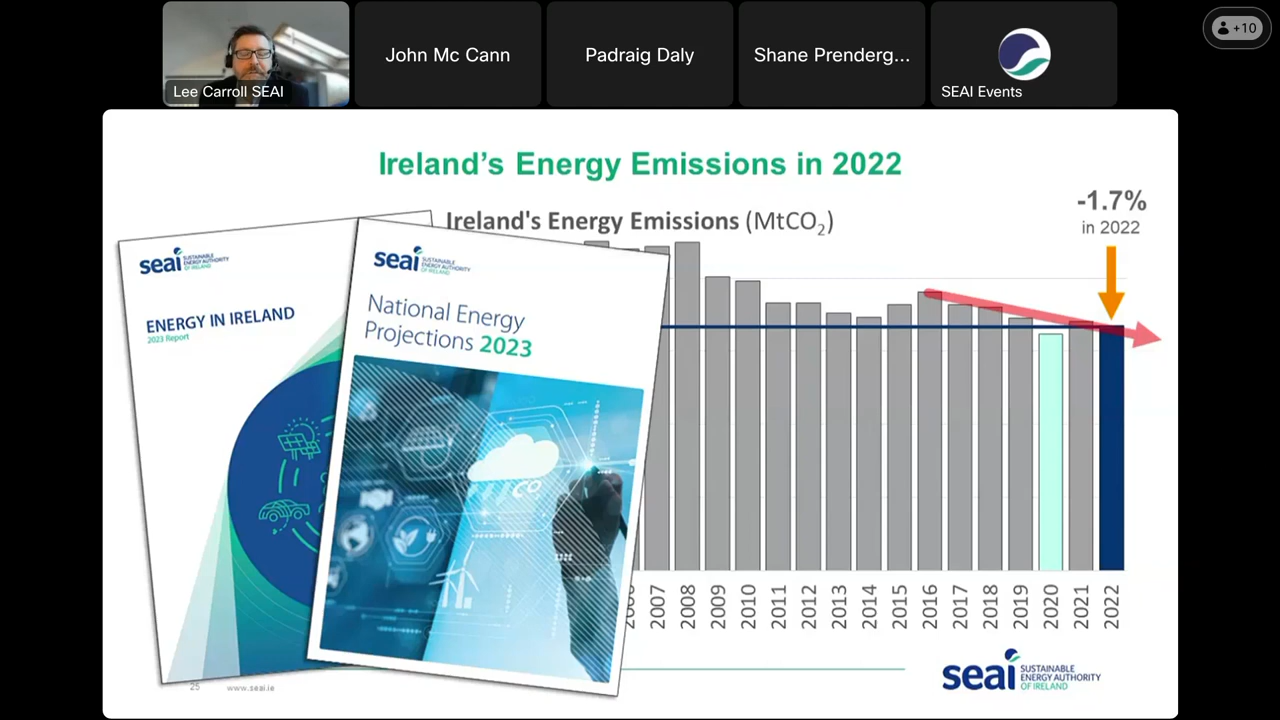 +10
Lee Carroll SEAI
John Mc Cann
Padraig Daly
Shane Prenderg...
SEAI Events
Ireland's Energy Emissions in 2022
Ireland's Energy Emissions (MtCO₂)
-1.7%
in 2022
seai SUSTAINABLE
ENERGY AUTHORITY
OF IRELAND
ENERGY IN IRELAND
2023 Report
seai SUSTAINABLE
ENERGY AUTHORITY
OF IRELAND
National Energy
Projections 2023
CO
2007
2008
2009
2010
2011
2012
2013
2014
2015
2016
2017
2018
2019
2020
2021
2022
25
www.seai.ie
seai SUSTAINABLE
ENERGY AUTHORITY
OF IRELAND